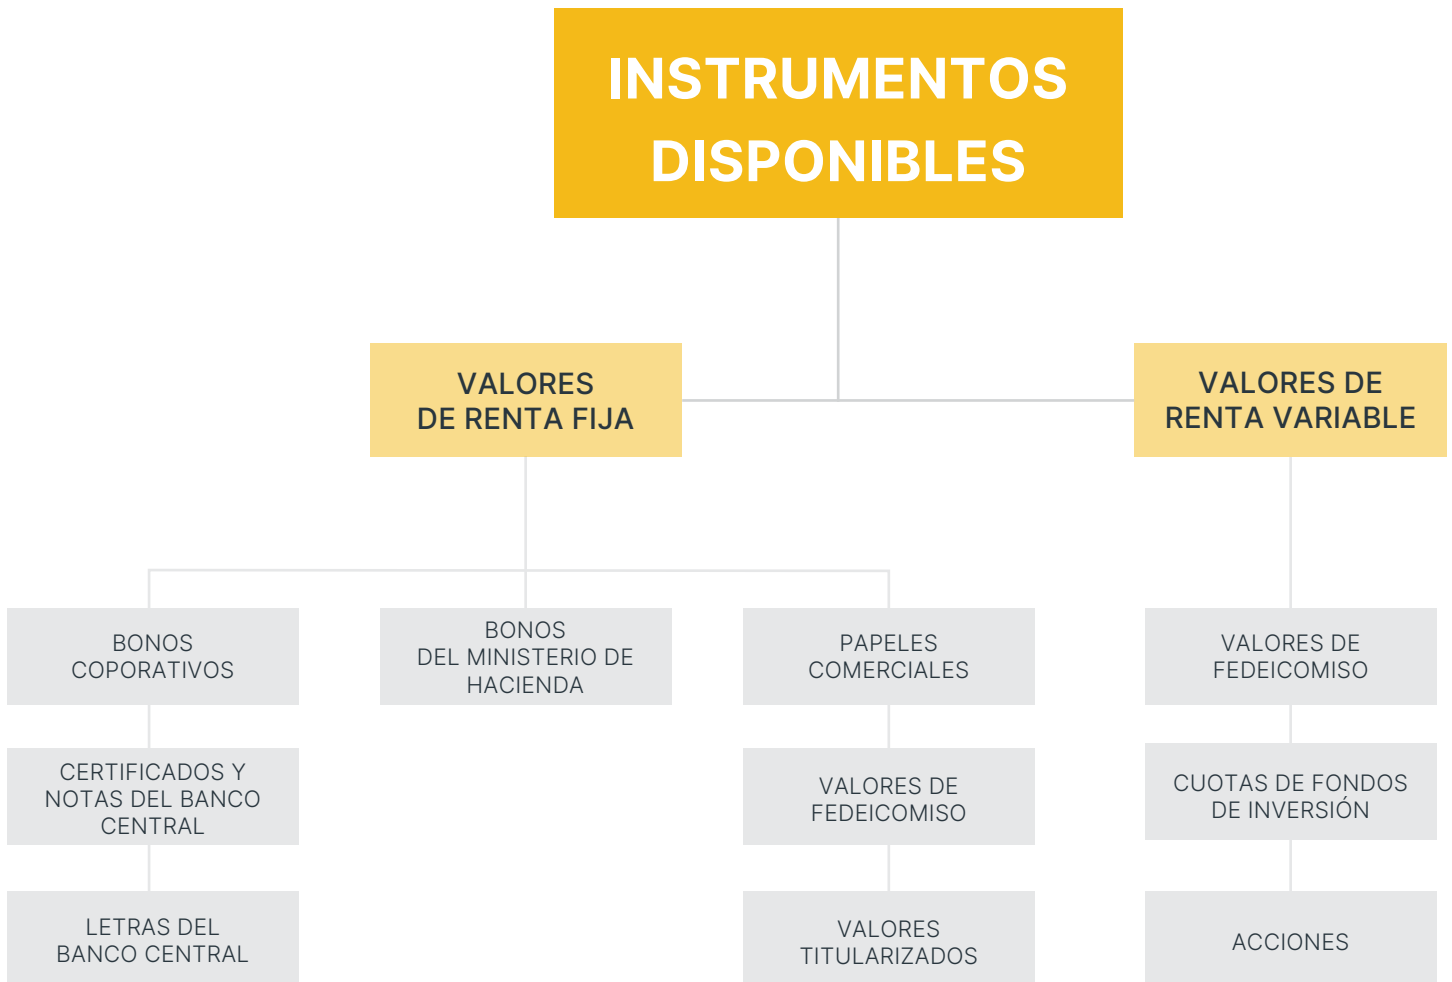 INSTRUMENTOS
DISPONIBLES
VALORES
DE RENTA FIJA
VALORES DE
RENTA VARIABLE
BONOS
COPORATIVOS
BONOS
DEL MINISTERIO DE
HACIENDA
PAPELES
COMERCIALES
VALORES DE
FEDEICOMISO
CERTIFICADOS Y
NOTAS DEL BANCO
CENTRAL
VALORES DE
FEDEICOMISO
CUOTAS DE FONDOS
DE INVERSIÓN
LETRAS DEL
BANCO CENTRAL
VALORES
TITULARIZADOS
ACCIONES